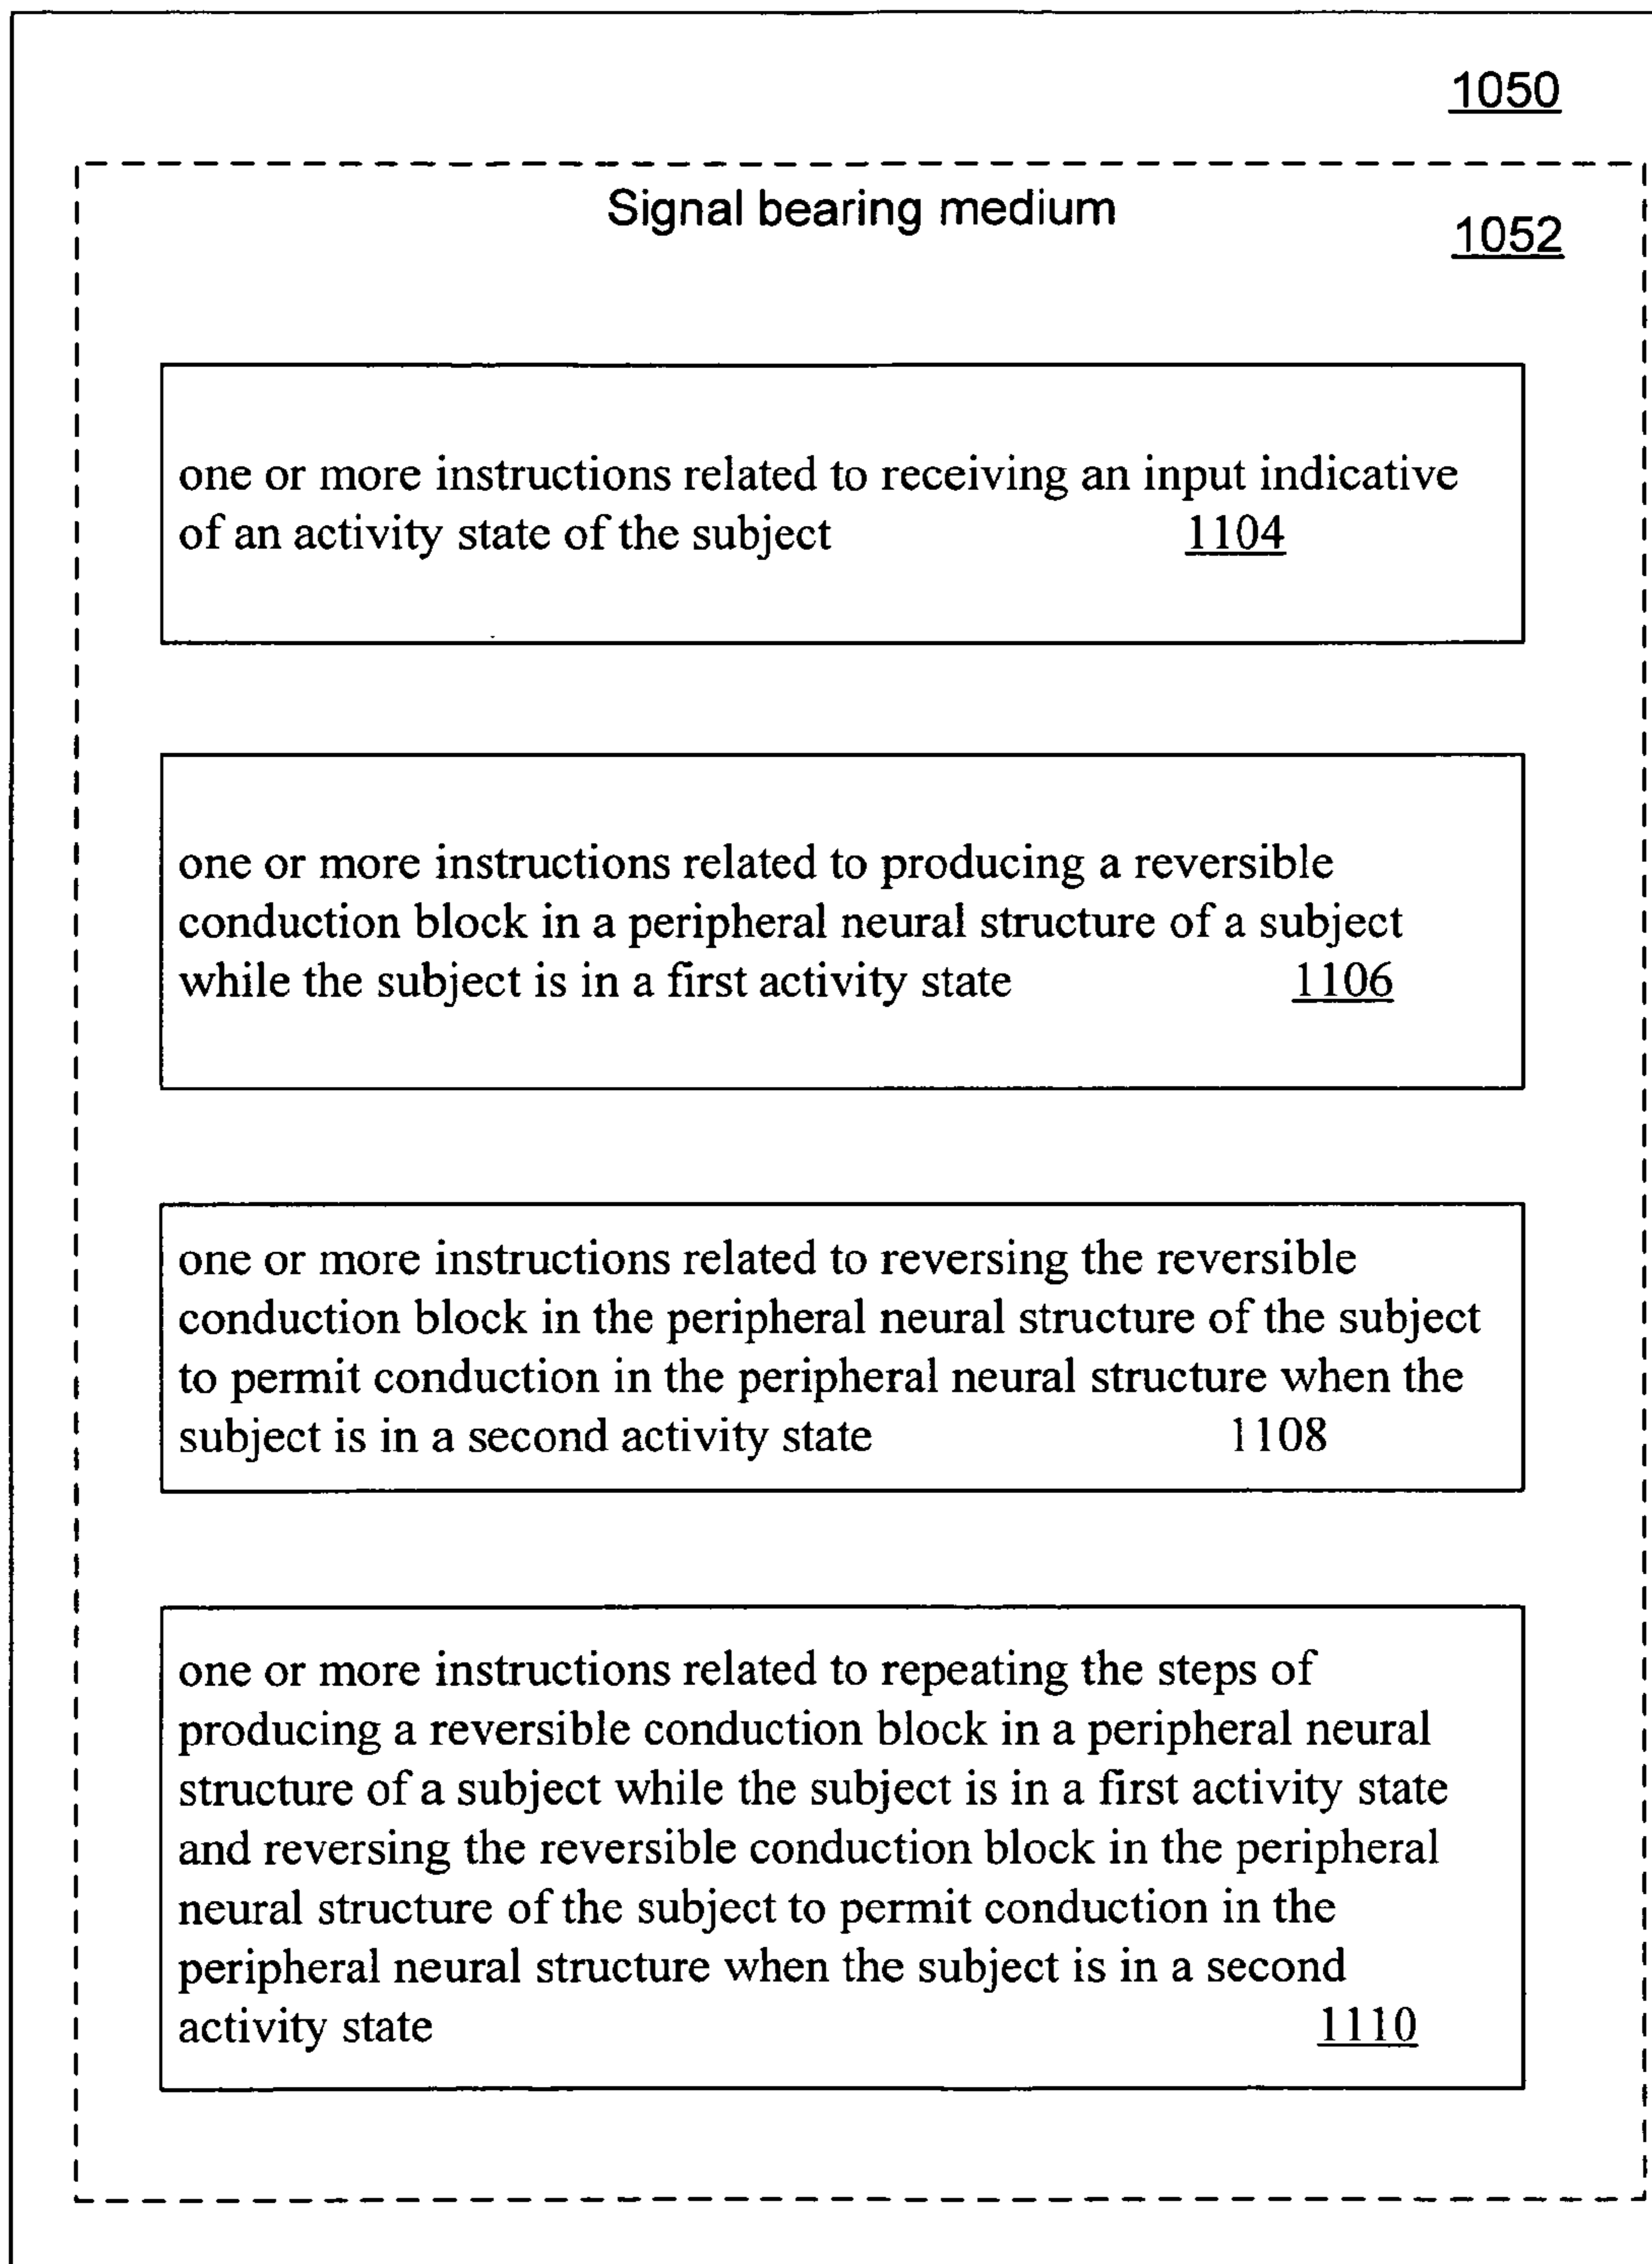 1050
Signal bearing medium
1052
one or more instructions related to receiving an input indicative
of an activity state of the subject 1104
one or more instructions related to producing a reversible
conduction block in a peripheral neural structure of a subject
while the subject is in a first activity state 1106
one or more instructions related to reversing the reversible
conduction block in the peripheral neural structure of the subject
to permit conduction in the peripheral neural structure when the
subject is in a second activity state 1108
one or more instructions related to repeating the steps of
producing a reversible conduction block in a peripheral neural
structure of a subject while the subject is in a first activity state
and reversing the reversible conduction block in the peripheral
neural structure of the subject to permit conduction in the
peripheral neural structure when the subject is in a second
activity state 1110